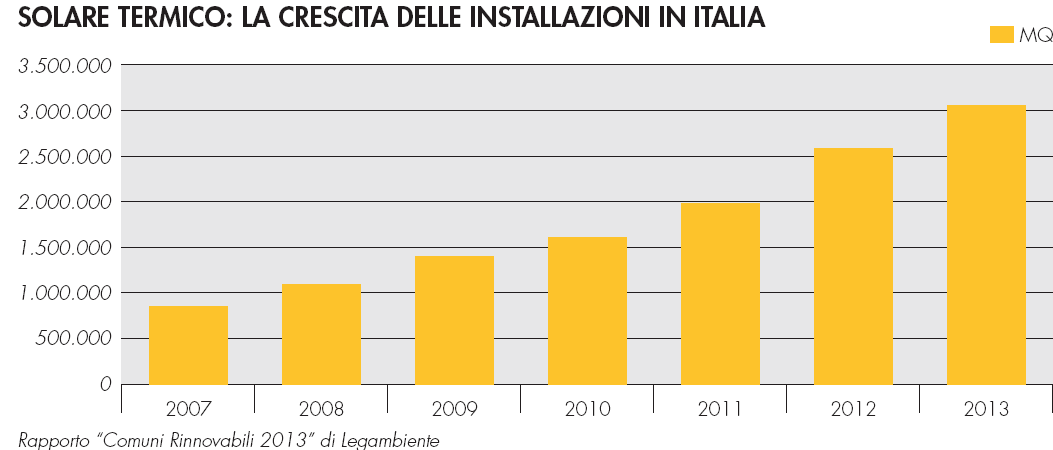 SOLARE TERMICO: LA CRESCITA DELLE INSTALLAZIONI IN ITALIA
MQ
3.500.000
3.000.000
2.500.000
2.000.000
1.500.000
1.000.000
500.000
0
2007 2008 2009 2010 2011 2012 2013
Rapporto “Comuni Rinnovabili 2013” di Legambiente